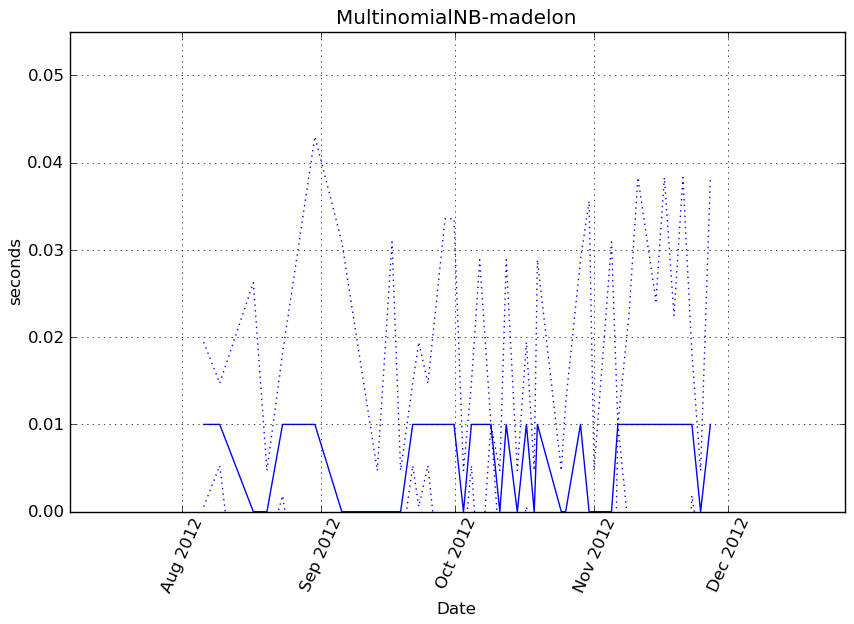 MultinomialNB-madelon
0.05
0.04
0.03
0.02
0.01
0.00
seconds
Aug 2012
Sep 2012
Oct 2012
Nov 2012
Dec 2012
Date